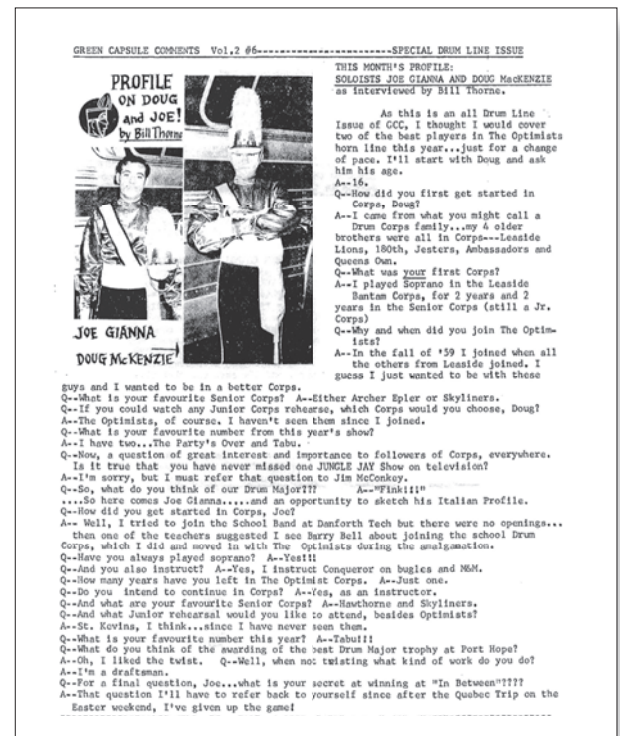 GREEN CAPSULE COMMENTS Vol.2 #6------------------------SPECIAL DRUM LINE ISSUE
PROFILE
ON DOUG
and JOE!
by Bill Thorne
JOE GIANNA
DOUG McKENZIE
THIS MONTH'S PROFILE:
SOLOISTS JOE GIANNA AND DOUG MacKENZIE
as interviewed by Bill Thorne.
As this is an all Drum Line
Issue of GCC, I thought I would cover
two of the best players in The Optimists
horn line this year...just for a change
of pace. I'll start with Doug and ask
him his age.
A--16.
Q--How did you first get started in
Corps, Doug?
A--I came from what you might call a
Drum Corps family...my 4 older
brothers were all in Corps---Leaside
Lions, 180th, Jesters, Ambassadors and
Queens Own.
Q--What was your first Corps?
A--I played Soprano in the Leaside
Bantam Corps, for 2 years and 2
years in the Senior Corps (still a Jr.
Corps)
Q--Why and when did you join The Optim-
ists?
A--In the fall of '59 I joined when all
the others from Leaside joined. I
guess I just wanted to be with these
guys and I wanted to be in a better Corps.
Q--What is your favourite Senior Corps? A--Either Archer Epler or Skyliners.
Q--If you could watch any Junior Corps rehearse, which Corps would you choose, Doug?
A--The Optimists, of course. I haven't seen them since I joined.
Q--What is your favourite number from this year's show?
A--I have two...The Party's Over and Tabu.
Q--Now, a question of great interest and importance to followers of Corps, everywhere.
Is it true that you have never missed one JUNGLE JAY Show on television?
A--I'm sorry, but I must refer that question to Jim McConkey.
Q--So, what do you think of our Drum Major??? A--"Fink!!!"
....So here comes Joe Gianna.....and an opportunity to sketch his Italian Profile.
Q--How did you get started in Corps, Joe?
A-- Well, I tried to join the School Band at Danforth Tech but there were no openings...
then one of the teachers suggested I see Barry Bell about joining the school Drum
Corps, which I did and moved in with The Optimists during the amalgamation.
Q--Have you always played soprano? A--Yes!!!
Q--And you also instruct? A--Yes, I instruct Conqueror on bugles and M&M.
Q--How many years have you left in The Optimist Corps. A--Just one.
Q--Do you intend to continue in Corps? A--Yes, as an instructor.
Q--And what are your favourite Senior Corps? A--Hawthorne and Skyliners.
Q--And what Junior rehearsal would you like to attend, besides Optimists?
A--St. Kevins, I think...since I have never seen them.
Q--What is your favourite number this year? A--Tabu!!!
Q--What do you think of the awarding of the best Drum Major trophy at Port Hope?
A--Oh, I liked the twist. Q--Well, when not twisting what kind of work do you do?
A--I'm a draftsman.
Q--For a final question, Joe...what is your secret at winning at "In Between"????
A--That question I'll have to refer back to yourself since after the Quebec Trip on the
Easter weekend, I've given up the game!